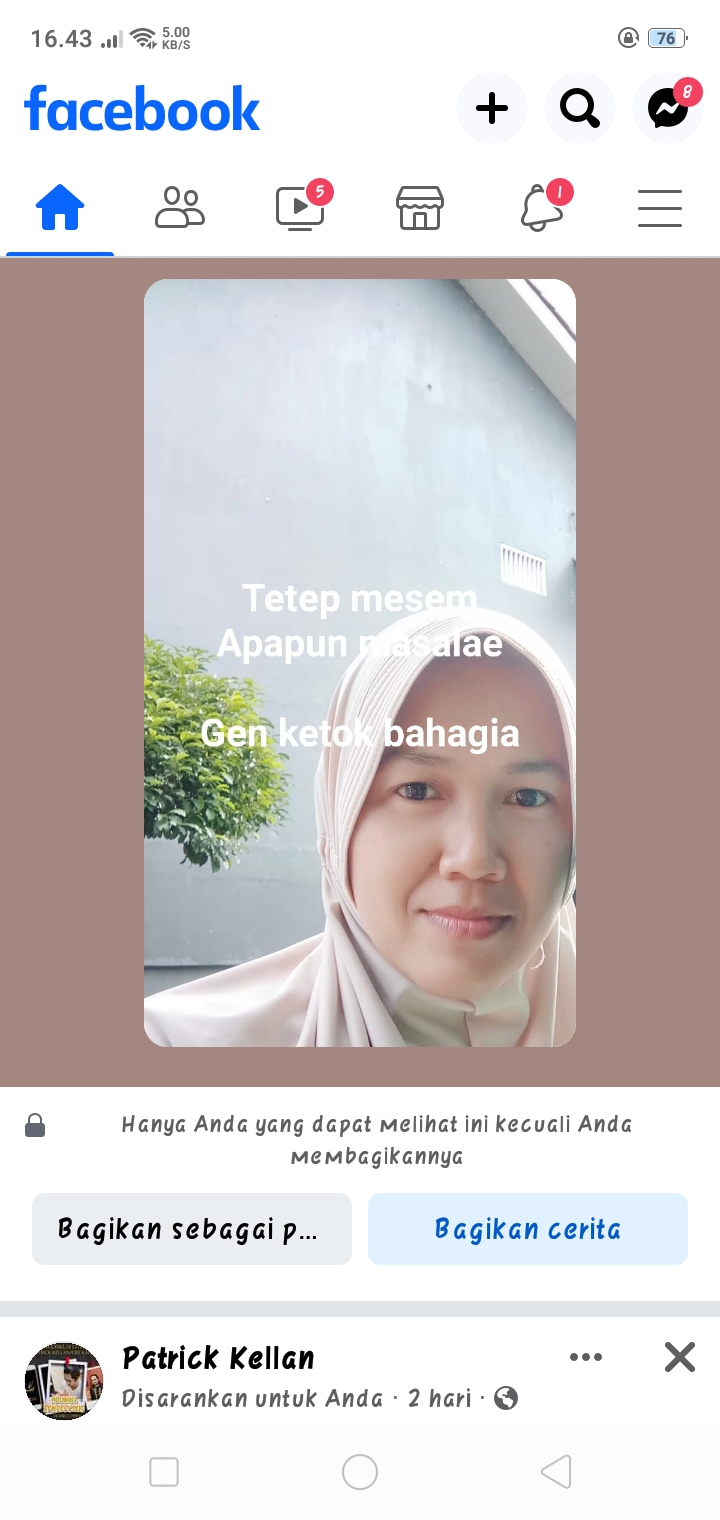 16.43
5.00
KB/S
76
facebook
8
5
1
Tetep mesem
Apapun masalae
Gen ketok bahagia
Hanya Anda yang dapat melihat ini kecuali Anda
membagikannya
Bagikan sebagai p...
Bagikan cerita
Patrick Kellan
Disarankan untuk Anda · 2 hari ·